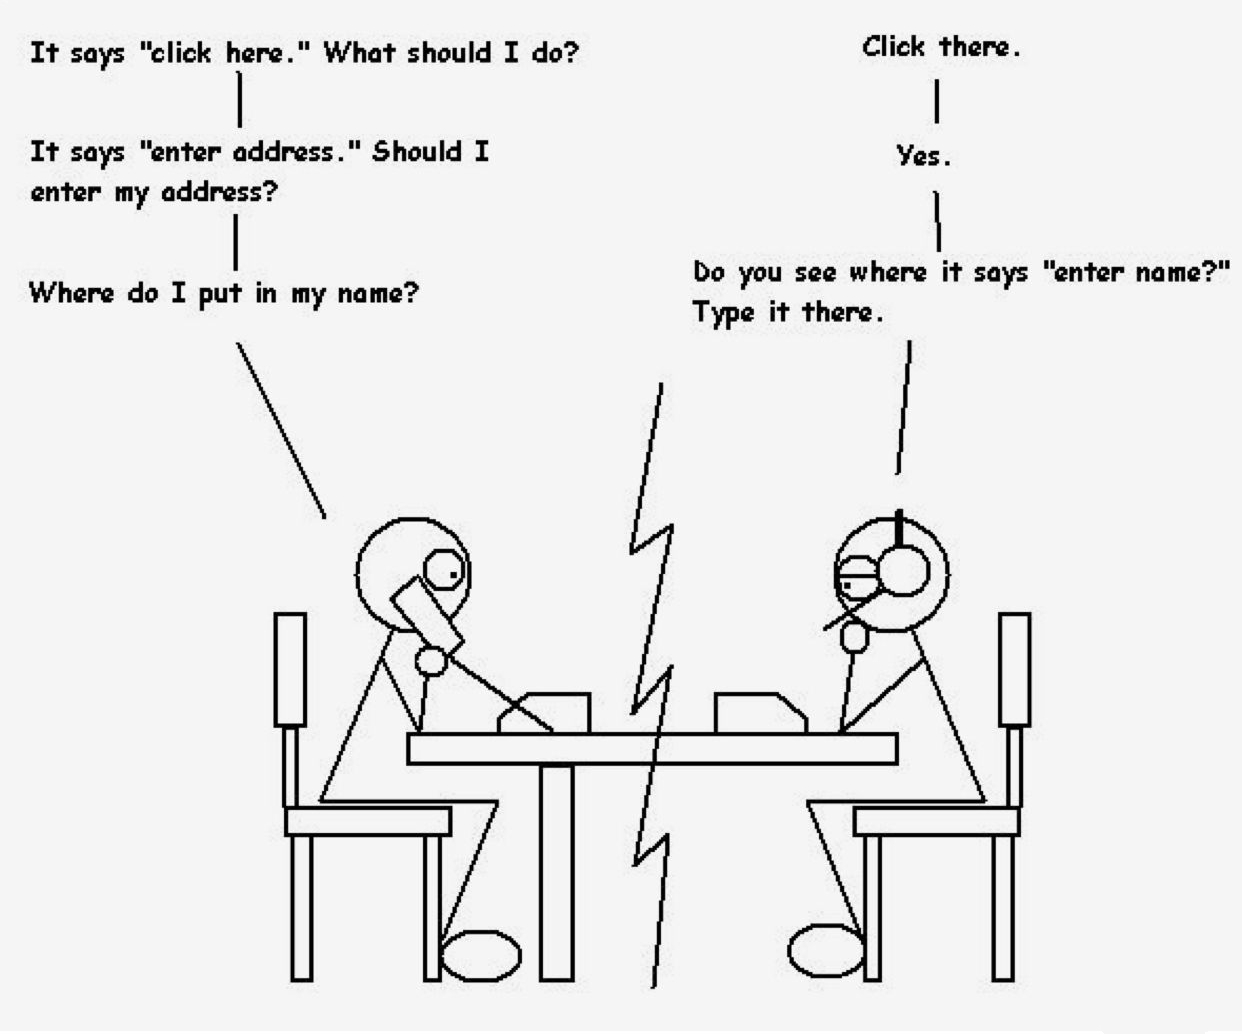 It says "click here." What should I do?
Click there.
It says "enter address." Should I
enter my address?
Yes.
Where do I put in my name?
Do you see where it says "enter name?"
Type it there.